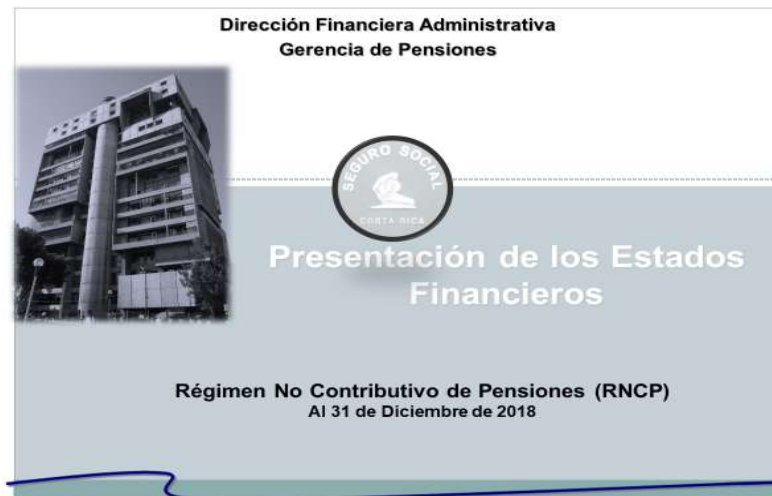 Dirección Financiera Administrativa
Gerencia de Pensiones
SEGURO SOCIAL
COSTA RICA
Presentación de los Estados
Financieros
Régimen No Contributivo de Pensiones (RNCP)
Al 31 de Diciembre de 2018